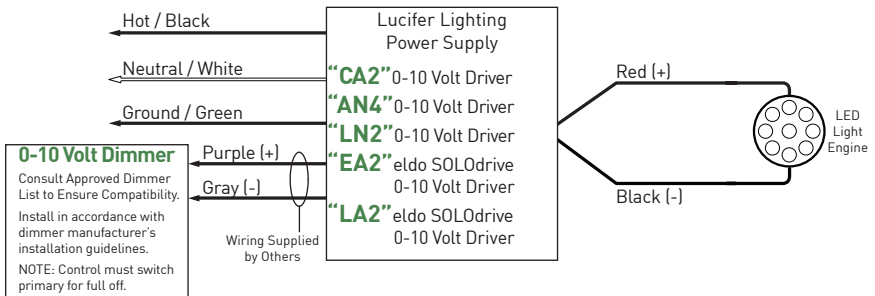 Hot / Black
Neutral / White
Ground / Green
0-10 Volt Dimmer
Consult Approved Dimmer
List to Ensure Compatibility.
Install in accordance with
dimmer manufacturer's
installation guidelines.
NOTE: Control must switch
primary for full off.
Purple (+)
Gray (-)
Wiring Supplied
by Others
Lucifer Lighting
Power Supply
“CA2” 0-10 Volt Driver
“AN4” 0-10 Volt Driver
“LN2” 0-10 Volt Driver
“EA2” eldo SOLOdrive
0-10 Volt Driver
“LA2” eldo SOLOdrive
0-10 Volt Driver
Red (+)
Black (-)
LED
Light
Engine